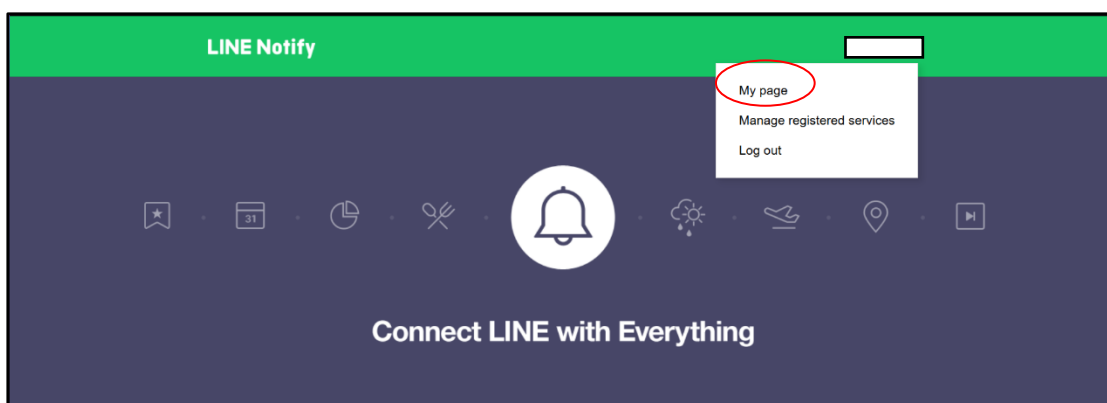 LINE Notify
My page
Manage registered services
Log out
31
Connect LINE with Everything